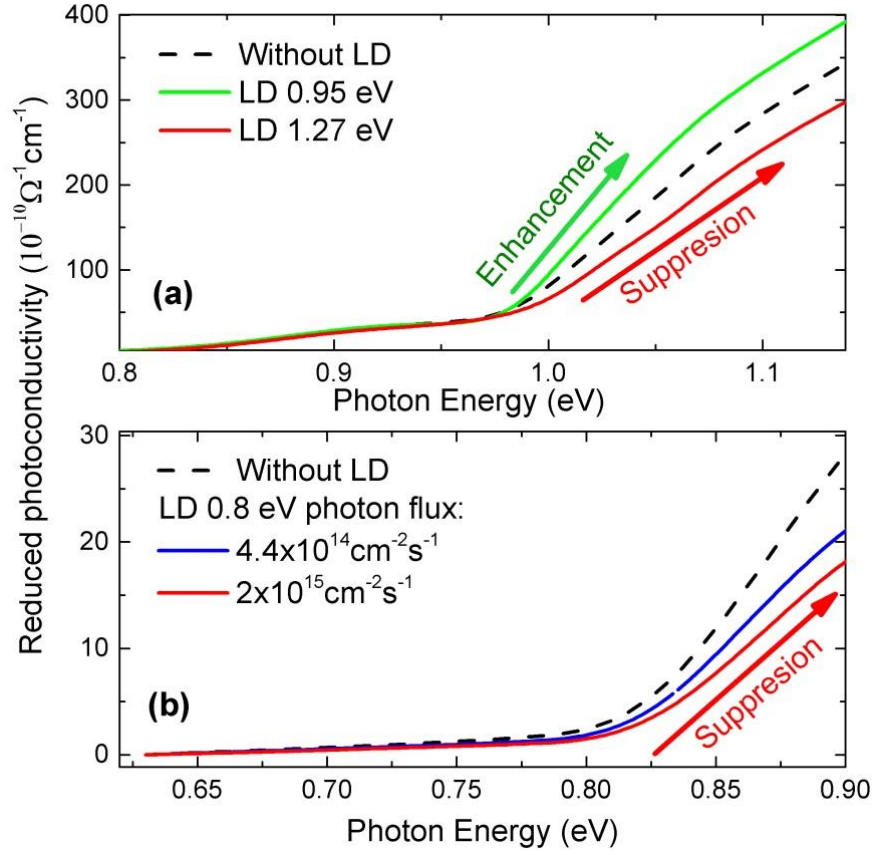 Reduced photoconductivity (10⁻¹⁰Ω⁻¹cm⁻¹)
400
300
200
100
Without LD
LD 0.95 eV
LD 1.27 eV
Enhancement
Suppresion
(a)
0.8
0.9
1.0
1.1
Photon Energy (eV)
30
20
10
0
Without LD
LD 0.8 eV photon flux:
4.4x10¹⁴cm⁻²s⁻¹
2x10¹⁵cm⁻²s⁻¹
Suppresion
(b)
0.65
0.70
0.75
0.80
0.85
0.90
Photon Energy (eV)